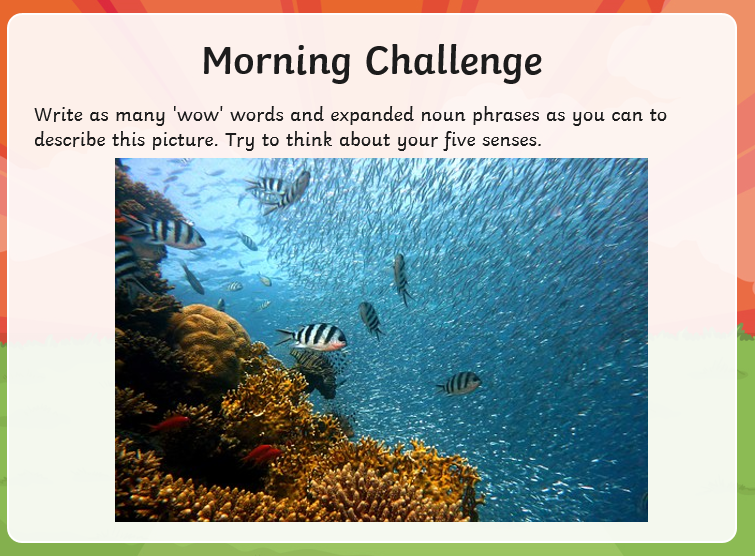 Morning Challenge
Write as many 'wow' words and expanded noun phrases as you can to
describe this picture. Try to think about your five senses.